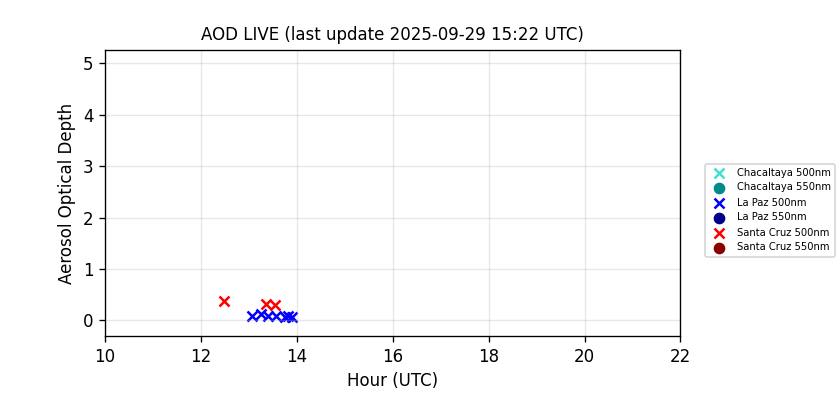 AOD LIVE (last update 2025-09-29 15:22 UTC)
Aerosol Optical Depth
5
4
3
2
1
0
10 12 14 16 18 20 22
Hour (UTC)
Chacaltaya 500nm
Chacaltaya 550nm
La Paz 500nm
La Paz 550nm
Santa Cruz 500nm
Santa Cruz 550nm